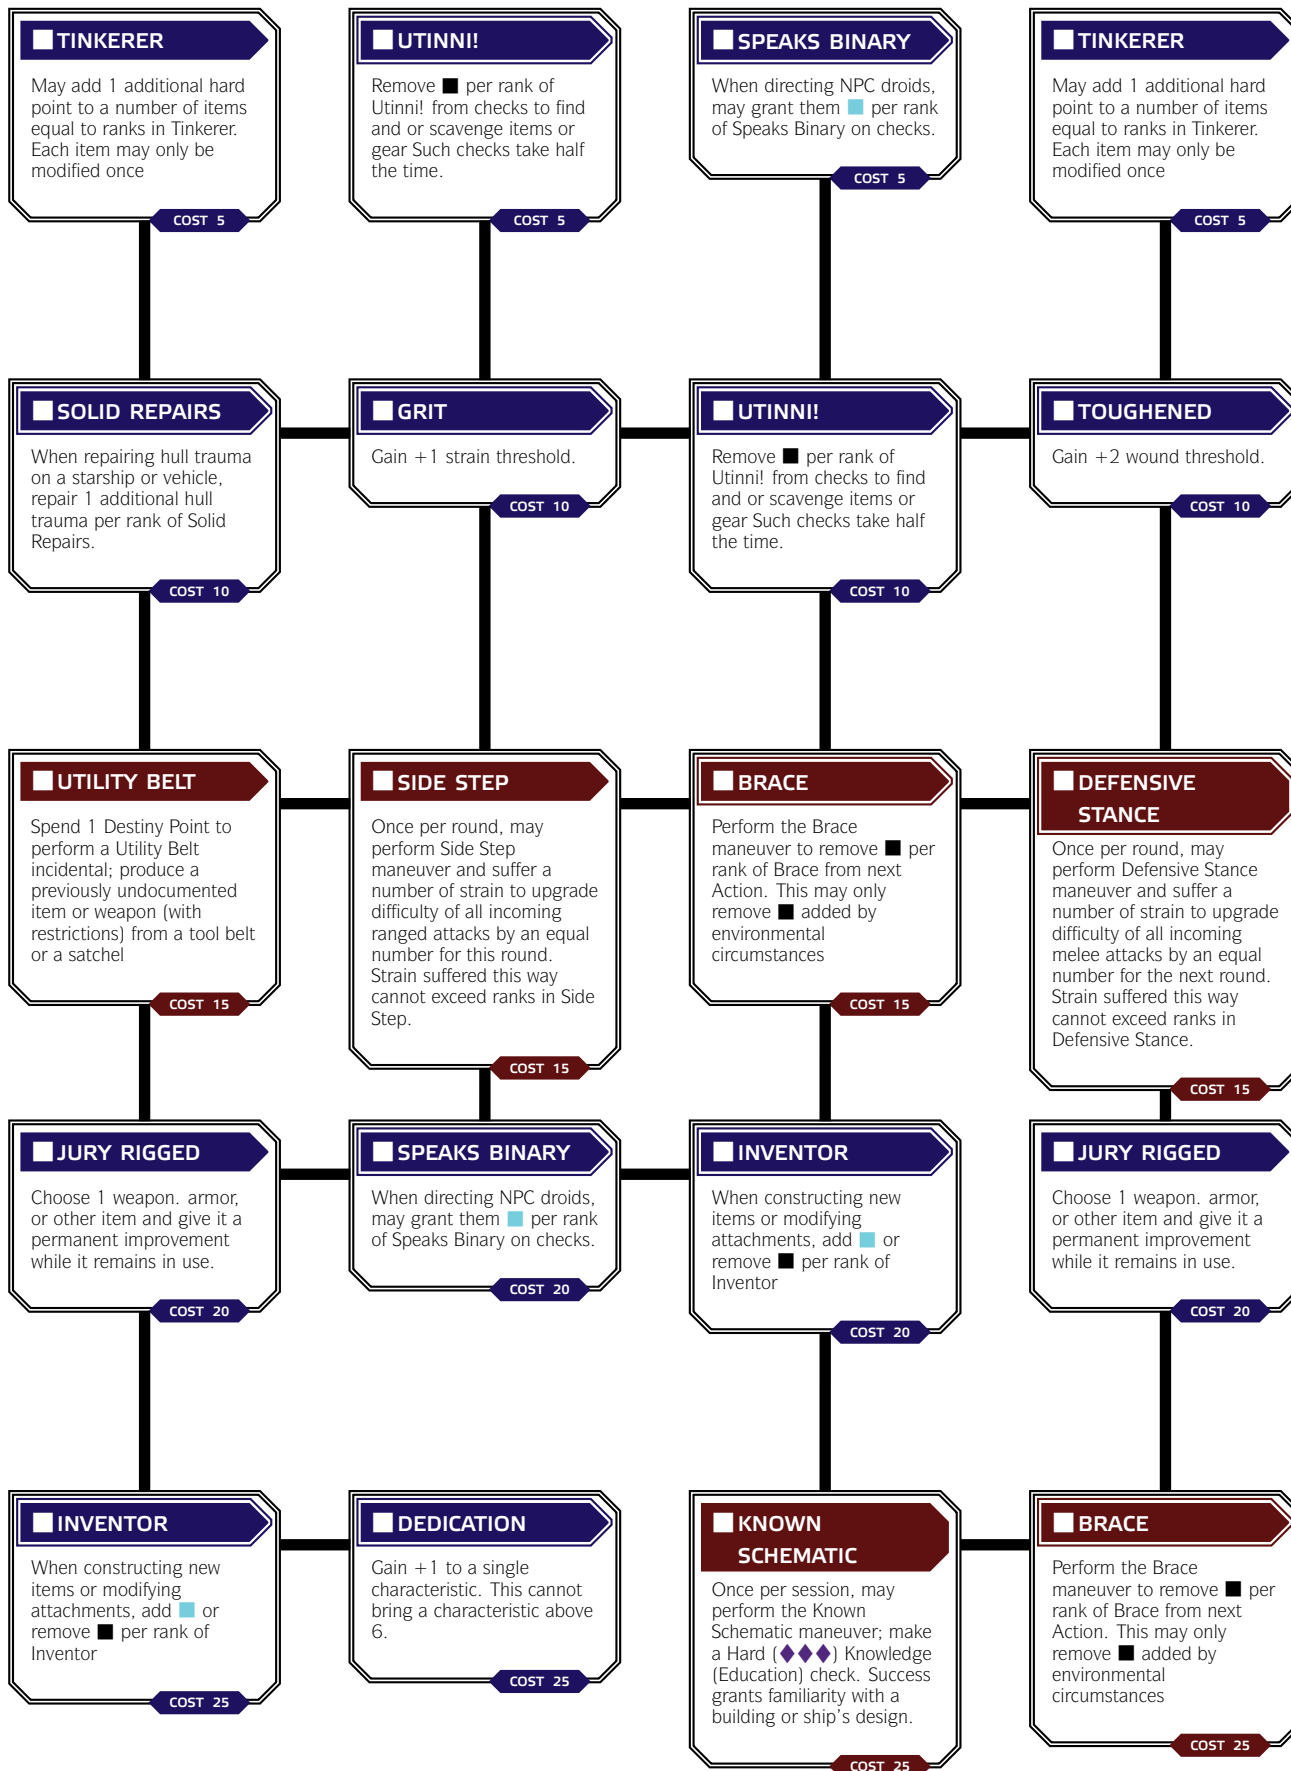 TINKERER
May add 1 additional hard
point to a number of items
equal to ranks in Tinkerer.
Each item may only be
modified once
COST 5
UTINNI!
Remove ■ per rank of
Utinni! from checks to find
and or scavenge items or
gear Such checks take half
the time.
COST 5
SPEAKS BINARY
When directing NPC droids,
may grant them ■ per rank
of Speaks Binary on checks.
COST 5
TINKERER
May add 1 additional hard
point to a number of items
equal to ranks in Tinkerer.
Each item may only be
modified once
COST 5
SOLID REPAIRS
When repairing hull trauma
on a starship or vehicle,
repair 1 additional hull
trauma per rank of Solid
Repairs.
COST 10
GRIT
Gain +1 strain threshold.
COST 10
UTINNI!
Remove ■ per rank of
Utinni! from checks to find
and or scavenge items or
gear Such checks take half
the time.
COST 10
TOUGHENED
Gain +2 wound threshold.
COST 10
UTILITY BELT
Spend 1 Destiny Point to
perform a Utility Belt
incidental; produce a
previously undocumented
item or weapon (with
restrictions) from a tool belt
or a satchel
COST 15
SIDE STEP
Once per round, may
perform Side Step
maneuver and suffer a
number of strain to upgrade
difficulty of all incoming
ranged attacks by an equal
number for this round.
Strain suffered this way
cannot exceed ranks in Side
Step.
COST 15
BRACE
Perform the Brace
maneuver to remove ■ per
rank of Brace from next
Action. This may only
remove ■ added by
environmental
circumstances
COST 15
DEFENSIVE
STANCE
Once per round, may
perform Defensive Stance
maneuver and suffer a
number of strain to upgrade
difficulty of all incoming
melee attacks by an equal
number for the next round.
Strain suffered this way
cannot exceed ranks in
Defensive Stance.
COST 15
JURY RIGGED
Choose 1 weapon. armor,
or other item and give it a
permanent improvement
while it remains in use.
COST 20
SPEAKS BINARY
When directing NPC droids,
may grant them ■ per rank
of Speaks Binary on checks.
COST 20
INVENTOR
When constructing new
items or modifying
attachments, add ■ or
remove ■ per rank of
Inventor
COST 20
JURY RIGGED
Choose 1 weapon. armor,
or other item and give it a
permanent improvement
while it remains in use.
COST 20
INVENTOR
When constructing new
items or modifying
attachments, add ■ or
remove ■ per rank of
Inventor
COST 25
DEDICATION
Gain +1 to a single
characteristic. This cannot
bring a characteristic above
6.
COST 25
KNOWN
SCHEMATIC
Once per session, may
perform the Known
Schematic maneuver; make
a Hard (◆◆◆) Knowledge
(Education) check. Success
grants familiarity with a
building or ship's design.
COST 25
BRACE
Perform the Brace
maneuver to remove ■ per
rank of Brace from next
Action. This may only
remove ■ added by
environmental
circumstances
COST 25